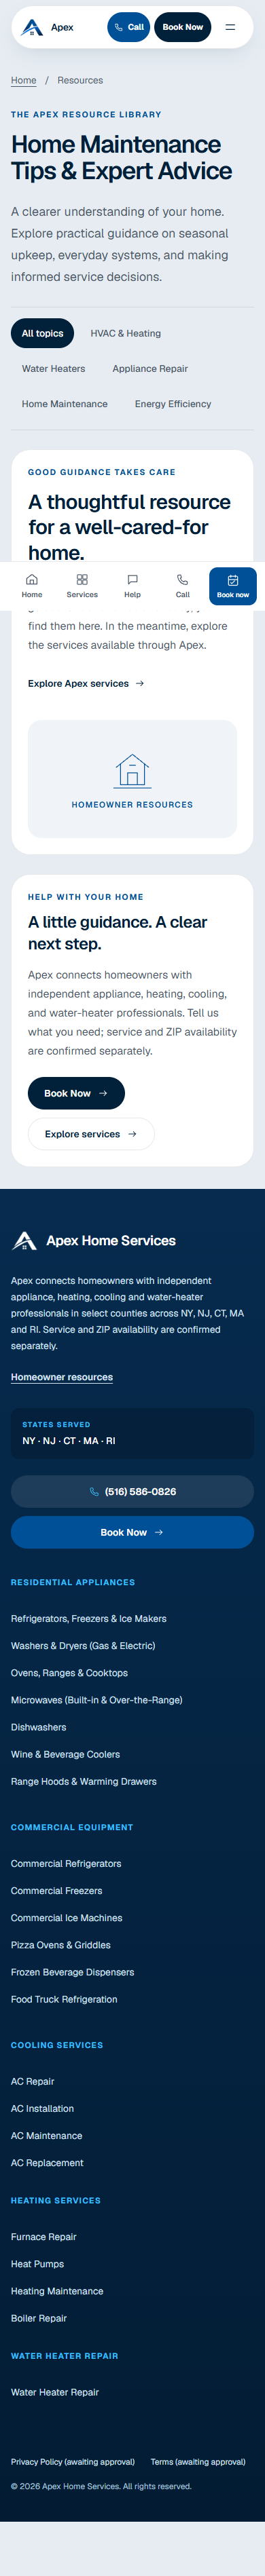 Apex
Call
Book Now
Home / Resources
THE APEX RESOURCE LIBRARY
Home Maintenance
Tips & Expert Advice
A clearer understanding of your home.
Explore practical guidance on seasonal
upkeep, everyday systems, and making
informed service decisions.
All topics
HVAC & Heating
Water Heaters
Appliance Repair
Home Maintenance
Energy Efficiency
GOOD GUIDANCE TAKES CARE
A thoughtful resource
for a well-cared-for
home.
Home
Services
Help
Call
Book now
find them here. In the meantime, explore
the services available through Apex.
Explore Apex services →
HOMEOWNER RESOURCES
HELP WITH YOUR HOME
A little guidance. A clear
next step.
Apex connects homeowners with
independent appliance, heating, cooling,
and water-heater professionals. Tell us
what you need; service and ZIP availability
are confirmed separately.
Book Now →
Explore services →
Apex Home Services
Apex connects homeowners with independent
appliance, heating, cooling and water-heater
professionals in select counties across NY, NJ, CT, MA
and RI. Service and ZIP availability are confirmed
separately.
Homeowner resources
STATES SERVED
NY · NJ · CT · MA · RI
(516) 586-0826
Book Now →
RESIDENTIAL APPLIANCES
Refrigerators, Freezers & Ice Makers
Washers & Dryers (Gas & Electric)
Ovens, Ranges & Cooktops
Microwaves (Built-in & Over-the-Range)
Dishwashers
Wine & Beverage Coolers
Range Hoods & Warming Drawers
COMMERCIAL EQUIPMENT
Commercial Refrigerators
Commercial Freezers
Commercial Ice Machines
Pizza Ovens & Griddles
Frozen Beverage Dispensers
Food Truck Refrigeration
COOLING SERVICES
AC Repair
AC Installation
AC Maintenance
AC Replacement
HEATING SERVICES
Furnace Repair
Heat Pumps
Heating Maintenance
Boiler Repair
WATER HEATER REPAIR
Water Heater Repair
Privacy Policy (awaiting approval)
Terms (awaiting approval)
© 2026 Apex Home Services. All rights reserved.